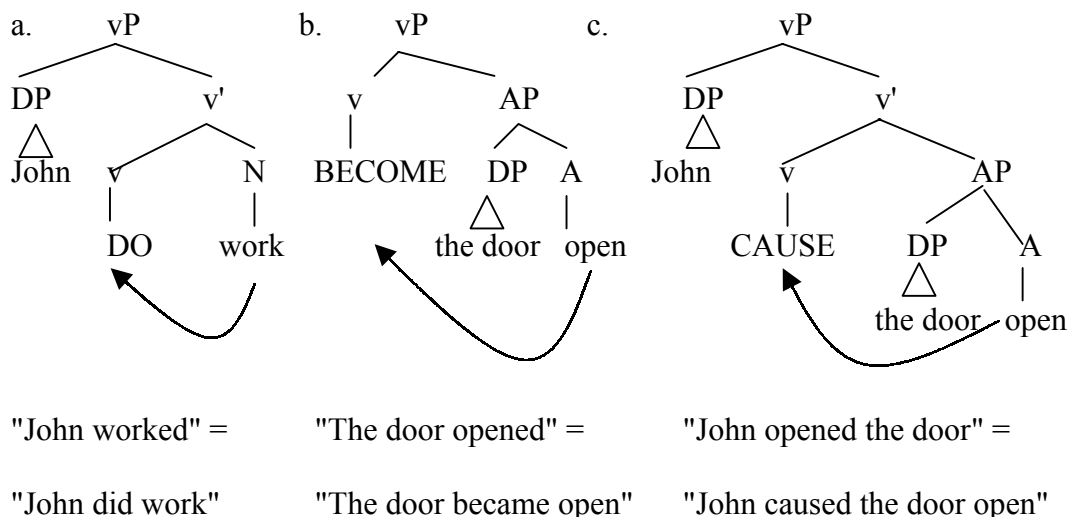 a. vP b. vP c. vP
DP v' v AP DP v'
John v N BECOME DP A John v AP
DO work the door open CAUSE DP A
the door open
"John worked" = "The door opened" = "John opened the door" =
"John did work" "The door became open" "John caused the door open"